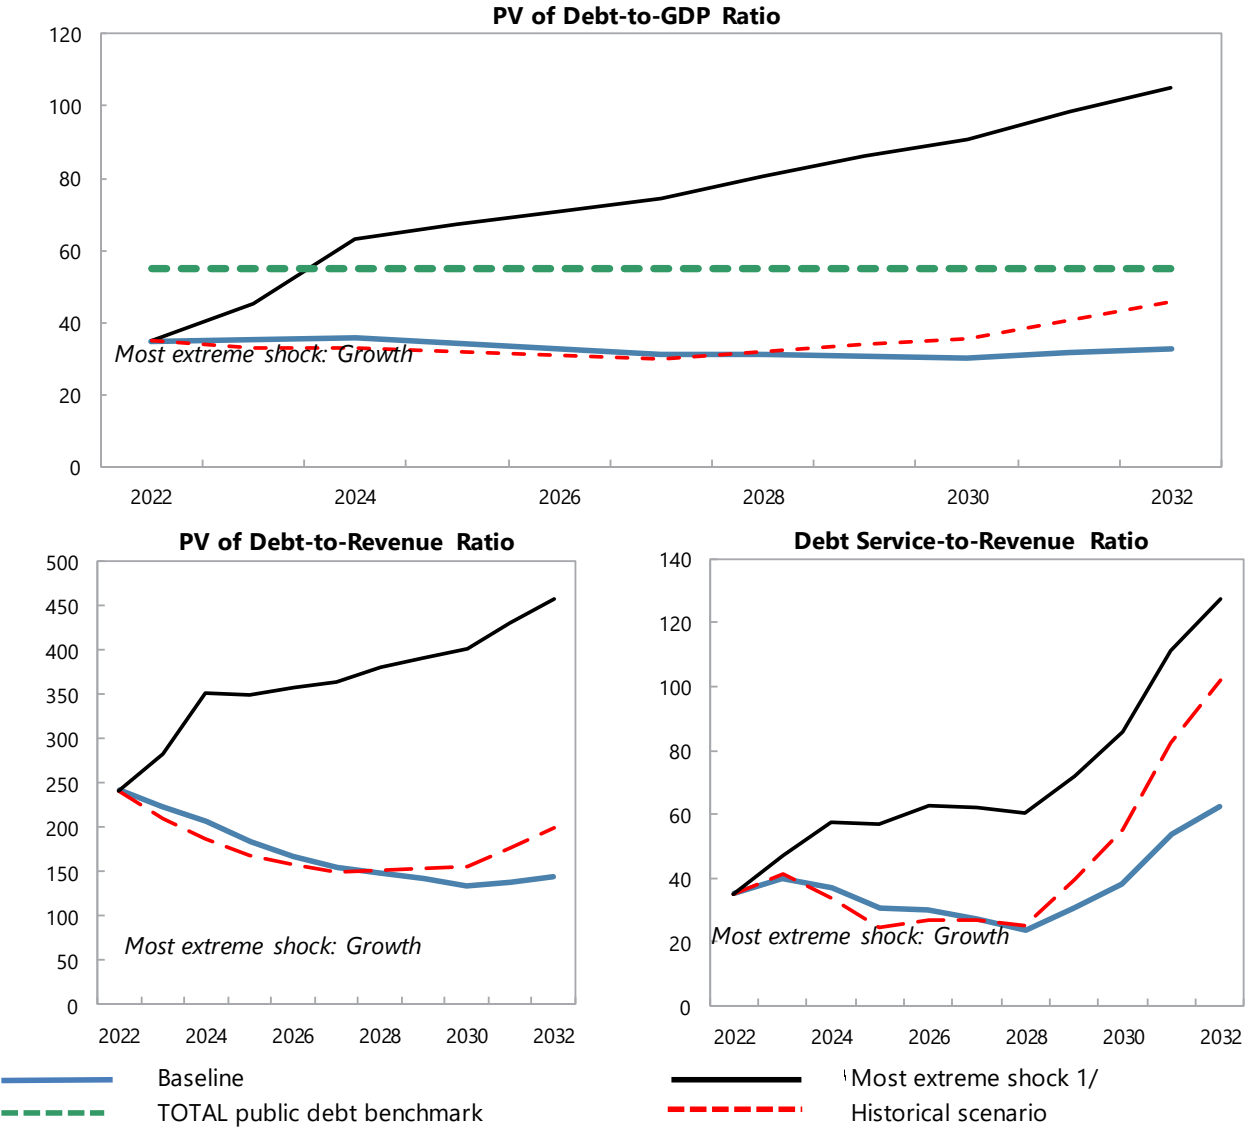 PV of Debt-to-GDP Ratio
120
100
80
60
40
Most extreme shock: Growth
20
0
2022 2024 2026 2028 2030 2032
PV of Debt-to-Revenue Ratio
500
450
400
350
300
250
200
150
100
Most extreme shock: Growth
50
0
2022 2024 2026 2028 2030 2032
Debt Service-to-Revenue Ratio
140
120
100
80
60
40
20
Most extreme shock: Growth
0
2022 2024 2026 2028 2030 2032
Baseline
Most extreme shock 1/
TOTAL public debt benchmark
Historical scenario